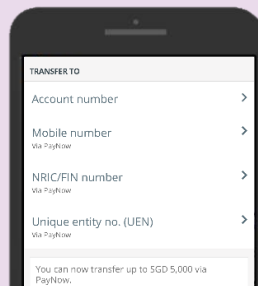 TRANSFER TO
Account number
Mobile number
Via PayNow
NRIC/FIN number
Via PayNow
Unique entity no. (UEN)
Via PayNow
You can now transfer up to SGD 5,000 via
PayNow.